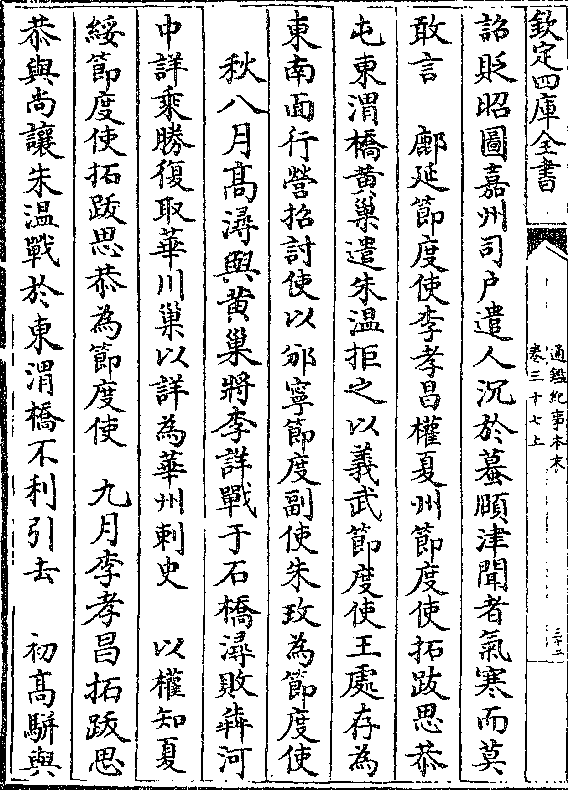 欽定四庫全書
通鑑紀事本末
卷三十七上
三十二
詔貶昭圖嘉州司户遣人沉於蟇頥津聞者氣寒而莫
敢言　鄜延節度使李孝昌權夏州節度使拓跋思恭
屯東渭橋黄巢遣朱温拒之以義武節度使王處存為
東南面行營招討使以邠寧節度副使朱玫為節度使
秋八月髙潯與黄巢將李詳戰于石橋潯敗犇河
中詳乘勝復取華川巢以詳為華州刺史　以權知夏
綏節度使拓跋思恭為節度使　九月李孝昌拓跋思
恭與尚讓朱温戰於東渭橋不利引去　初髙駢與